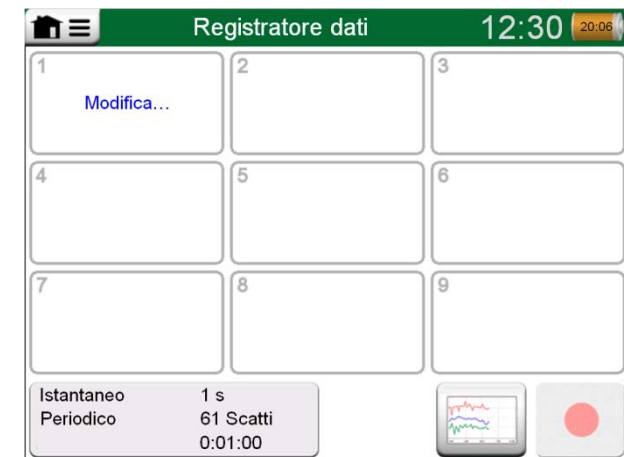 Registratore dati 12:30 20:06
1 2 3
Modifica...
4 5 6
7 8 9
Istantaneo 1 s
Periodico 61 Scatti
0:01:00